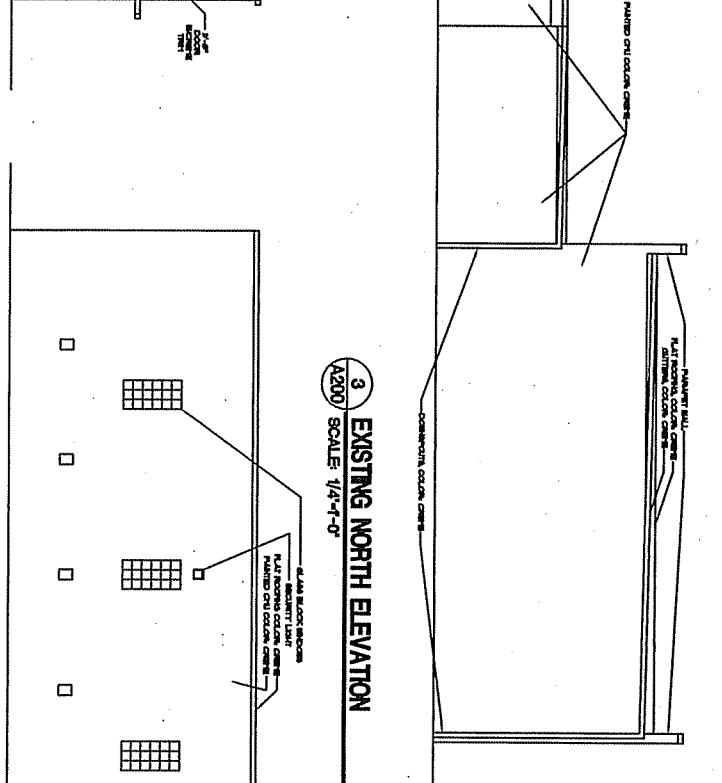 PAINTED CMU COLOR: CREME
PARAPET WALL
FLAT ROOFING, COLOR: CREME
GUTTERS, COLOR: CREME
DOWNSPOUTS, COLOR: CREME
3
A200
EXISTING NORTH ELEVATION
SCALE: 1/4"=1'-0"
DOOR
TRIM
GLASS BLOCK WINDOWS
SECURITY LIGHT
FLAT ROOFING COLOR: CREME
PAINTED CMU COLOR: CREME